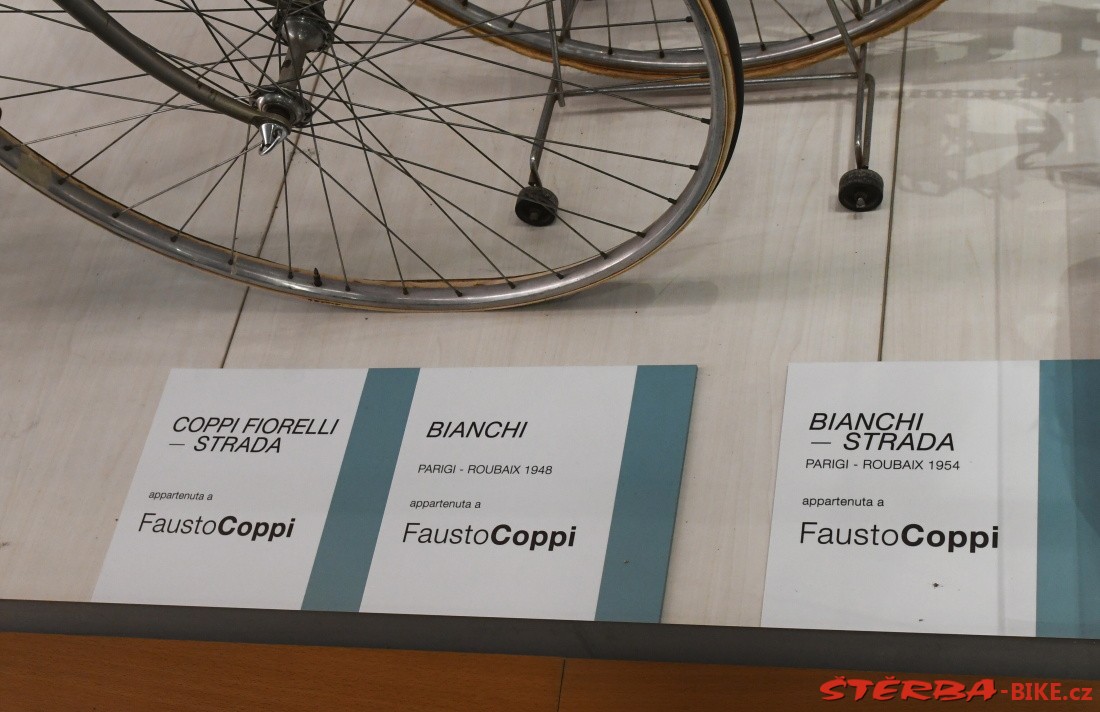 COPPI FIORELLI
— STRADA
appartenuta a
FaustoCoppi
BIANCHI
PARIGI - ROUBAIX 1948
appartenuta a
FaustoCoppi
BIANCHI
— STRADA
PARIGI - ROUBAIX 1954
appartenuta a
FaustoCoppi
ŠTĚRBA-BIKE.cz